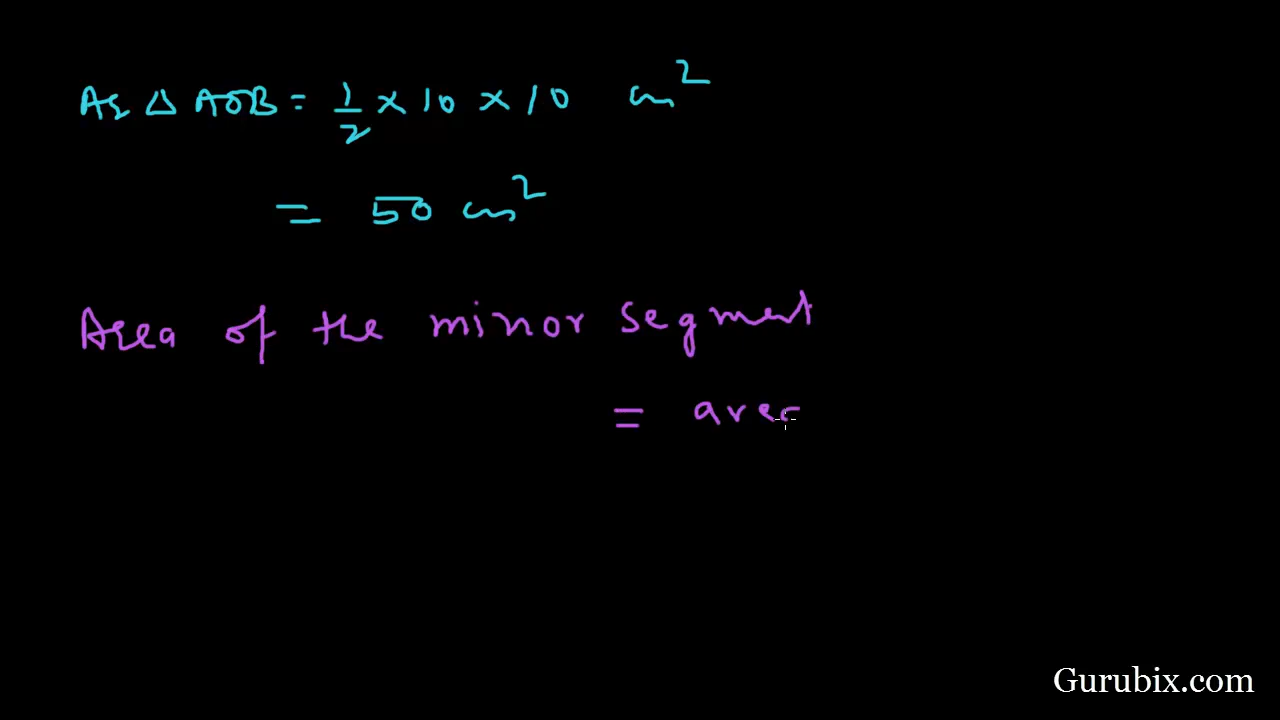 Ar △ AOB = 1/2 × 10 × 10 cm²
= 50 cm²
Area of the minor segment
= area
Gurubix.com